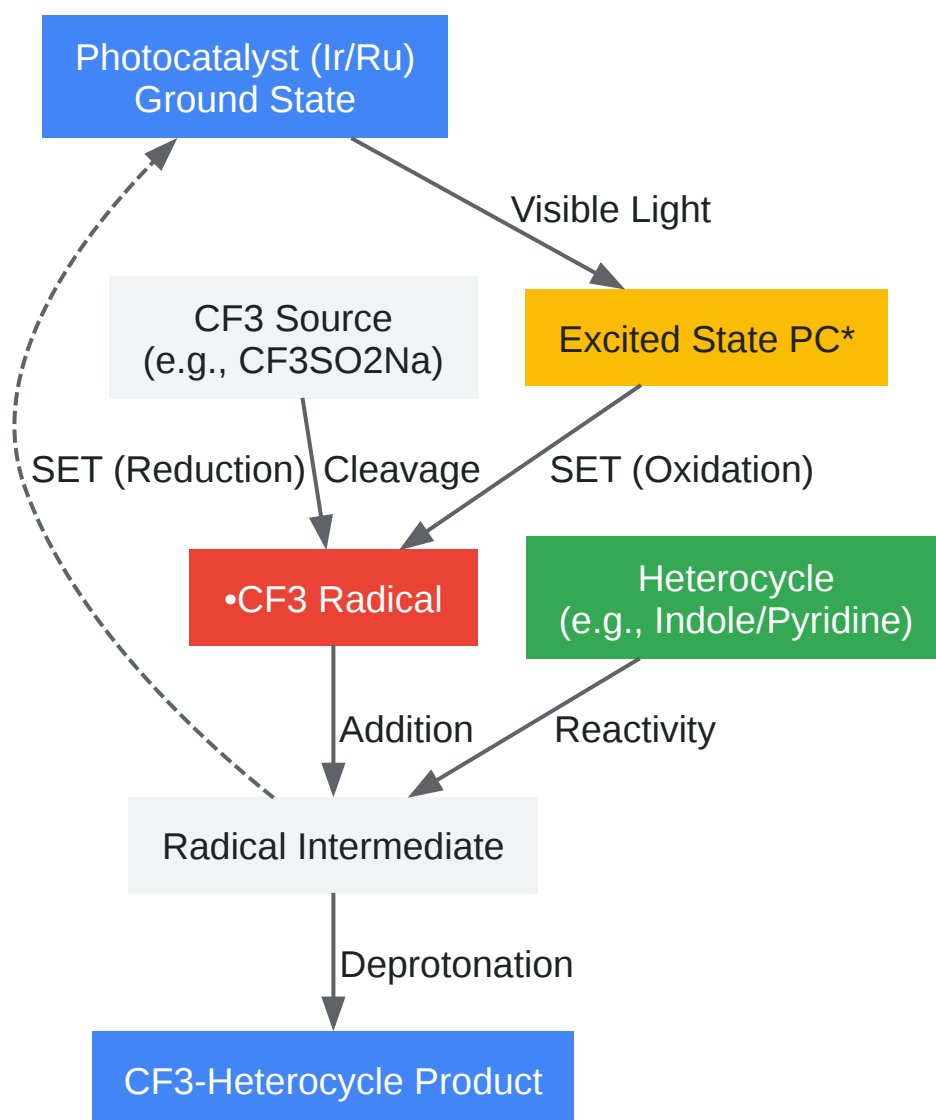 Photocatalyst (Ir/Ru)
Ground State
Visible Light
CF3 Source
(e.g., CF3SO2Na)
Excited State PC*
SET (Reduction)
Cleavage
SET (Oxidation)
•CF3 Radical
Heterocycle
(e.g., Indole/Pyridine)
Addition
Reactivity
Radical Intermediate
Deprotonation
CF3-Heterocycle Product